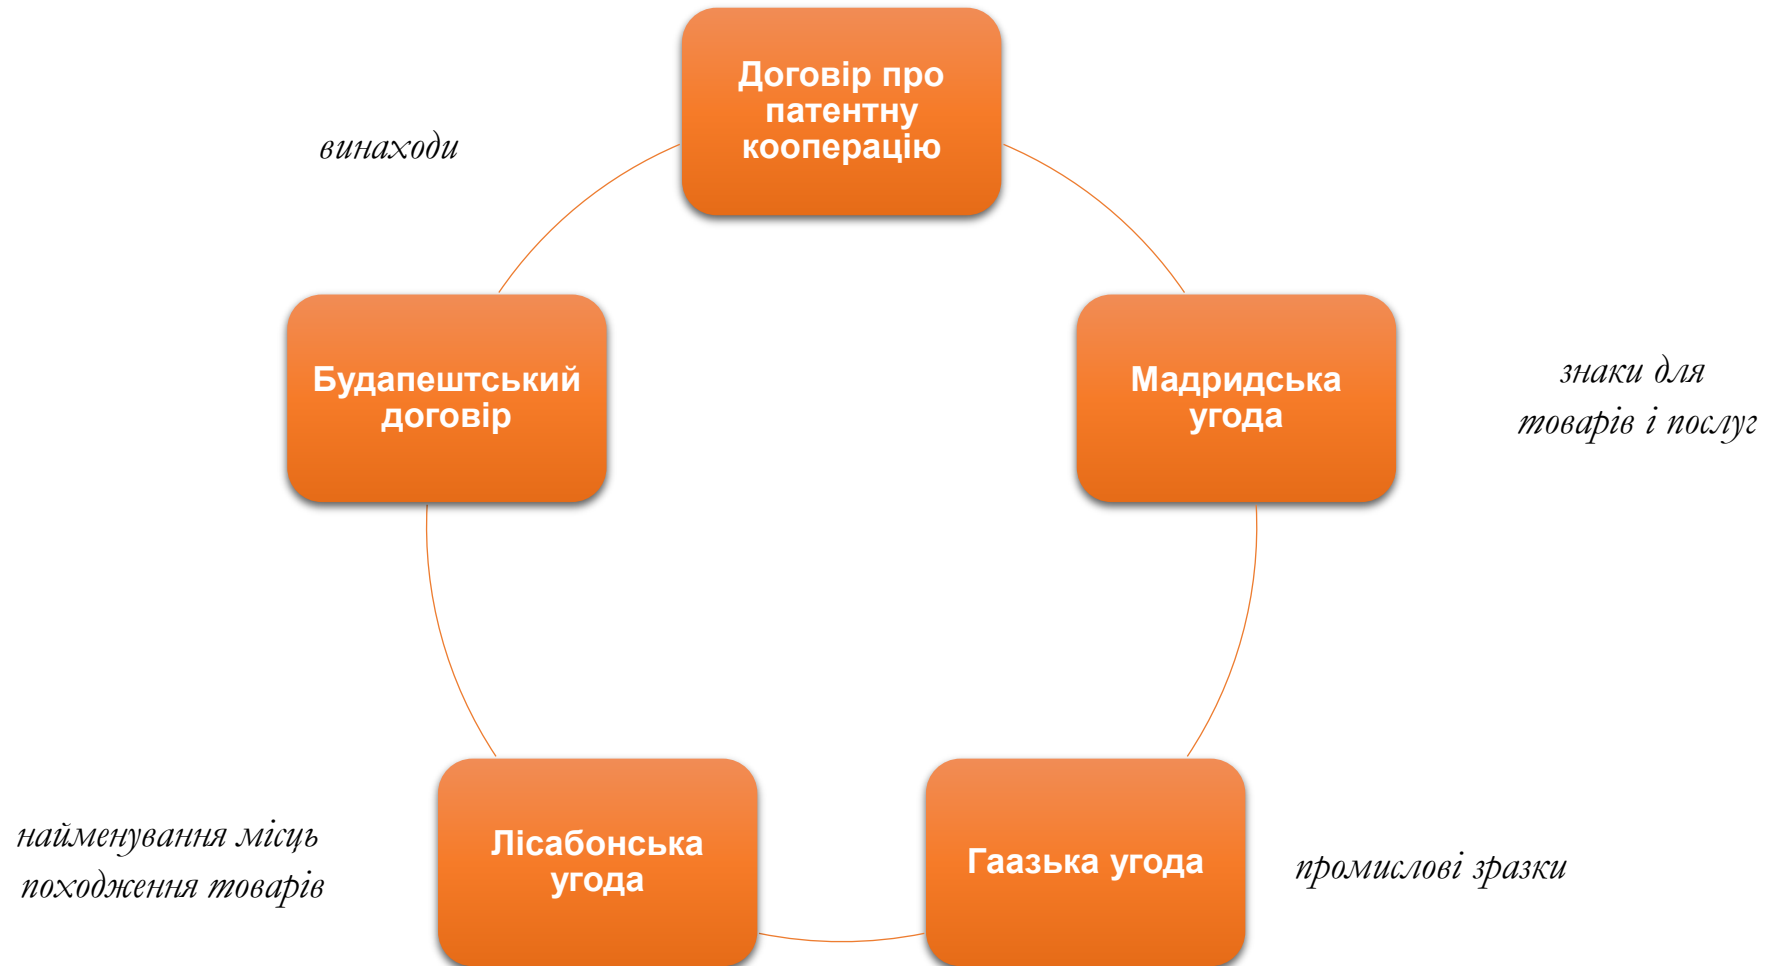 Договір про
патентну
кооперацію
винаходи
Будапештський
договір
Мадридська
угода
знаки для
товарів і послуг
найменування місць
походження товарів
Лісабонська
угода
Гаазька угода
промислові зразки